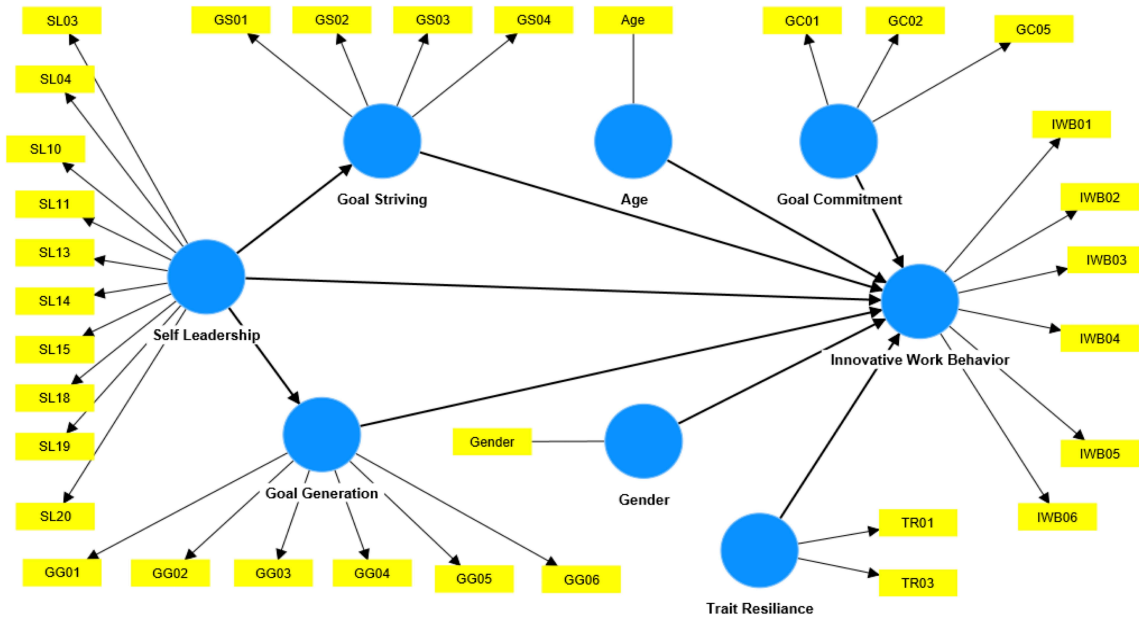 SL03
GS01
GS02
GS03
GS04
Age
GC01
GC02
GC05
SL04
SL10
SL11
SL13
SL14
SL15
SL18
SL19
SL20
Goal Striving
Age
Goal Commitment
IWB01
IWB02
IWB03
IWB04
IWB05
IWB06
Self Leadership
Innovative Work Behavior
Goal Generation
Gender
Gender
GG01
GG02
GG03
GG04
GG05
GG06
TR01
TR03
Trait Resiliance